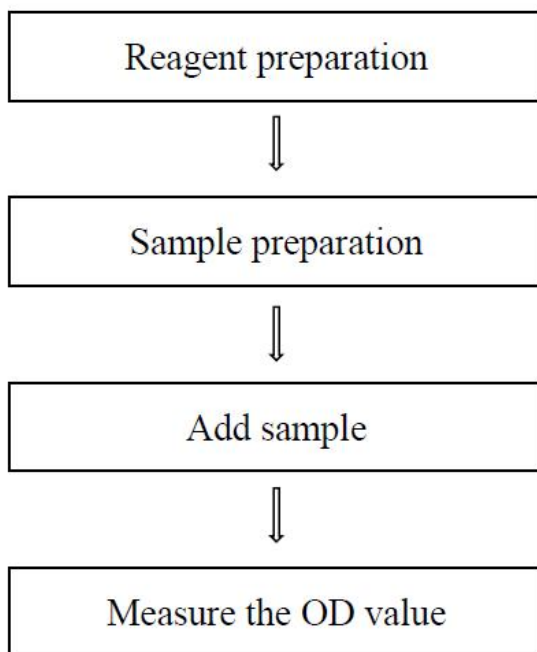 Reagent preparation
Sample preparation
Add sample
Measure the OD value